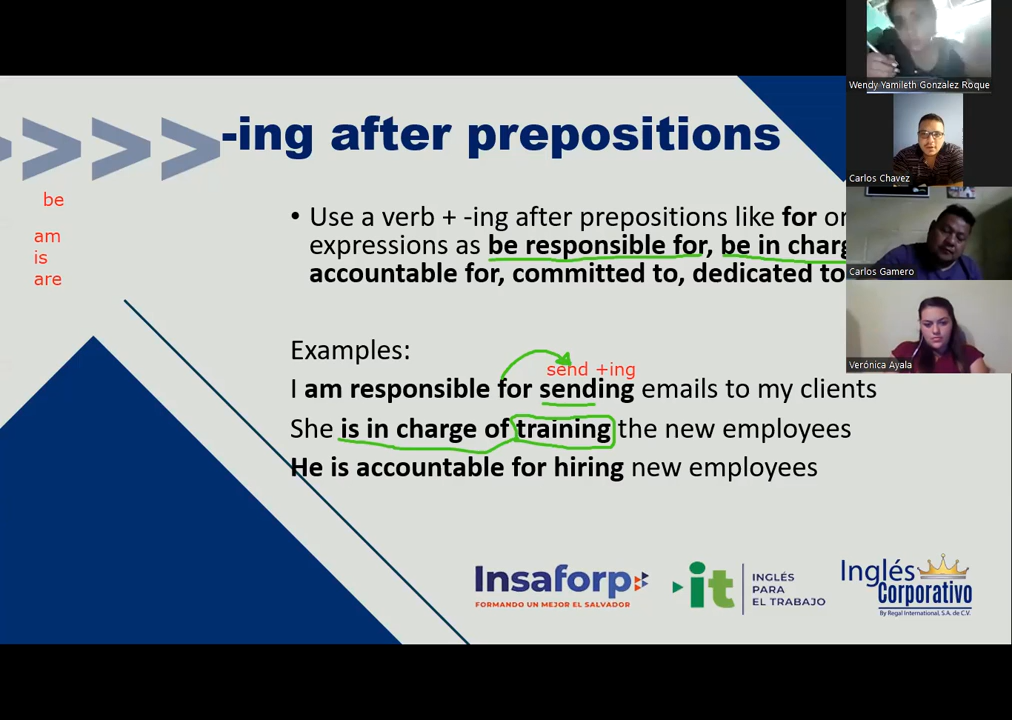 -ing after prepositions
be
am
is
are
• Use a verb + -ing after prepositions like for or
expressions as be responsible for, be in charg
accountable for, committed to, dedicated to
Examples:
send +ing
I am responsible for sending emails to my clients
She is in charge of training the new employees
He is accountable for hiring new employees
Insaforp
FORMANDO UN MEJOR EL SALVADOR
it
INGLÉS
PARA
EL TRABAJO
Inglés
Corporativo
By Regal International, S.A. de C.V.
Wendy Yamileth Gonzalez Roque
Carlos Chavez
Carlos Gamero
Verónica Ayala